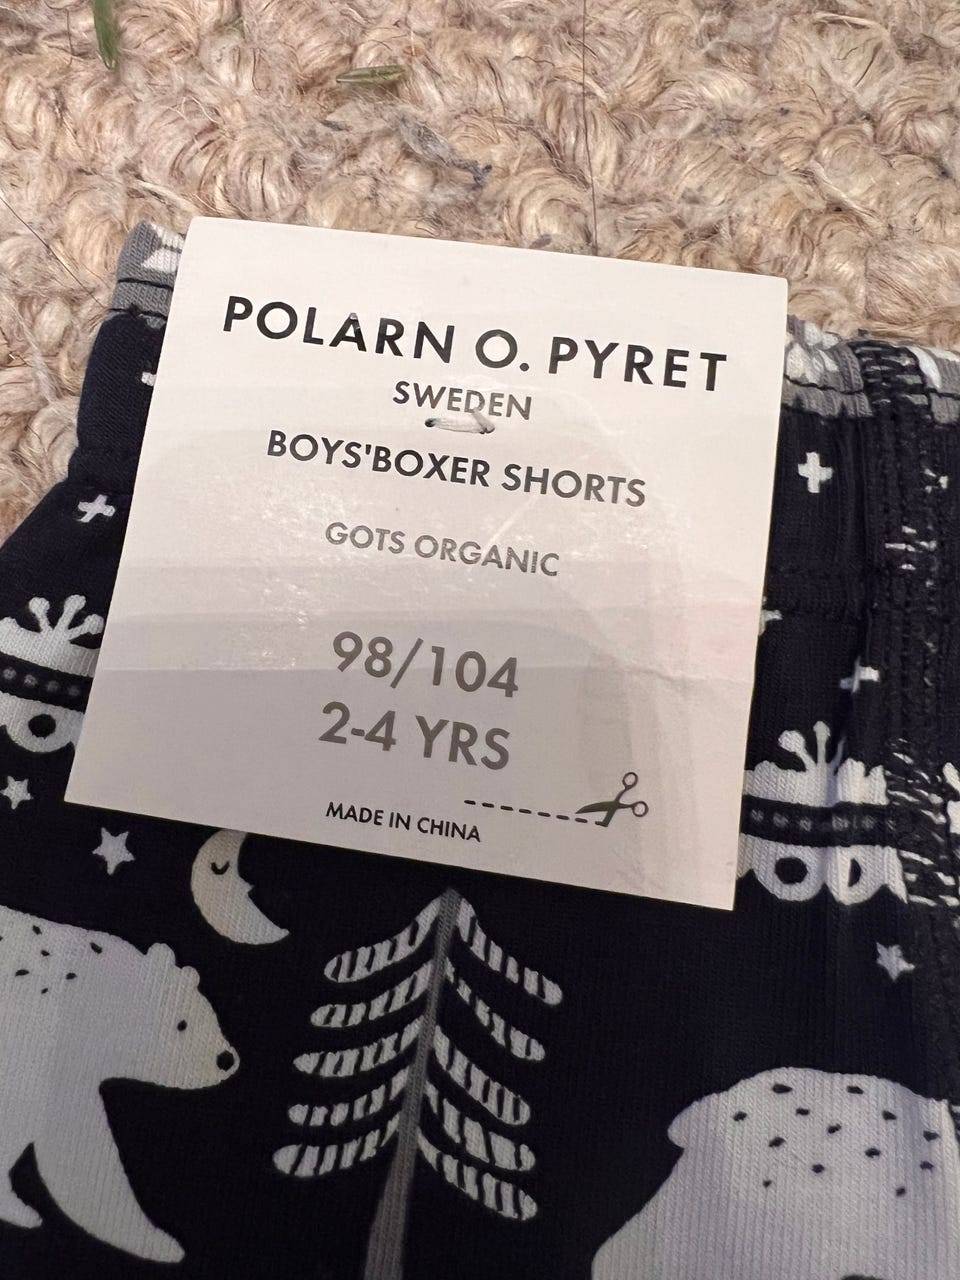 POLARN O. PYRET
SWEDEN
BOYS'BOXER SHORTS
GOTS ORGANIC
98/104
2-4 YRS
MADE IN CHINA